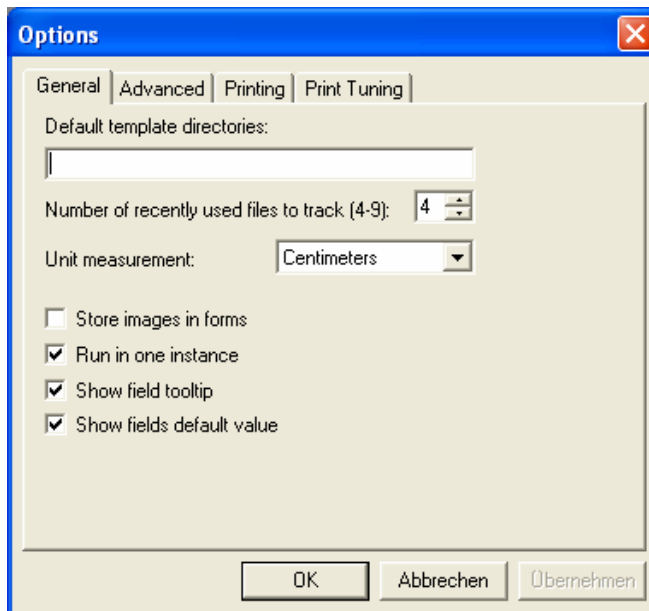 Options
General Advanced Printing Print Tuning
Default template directories:
Number of recently used files to track (4-9): 4
Unit measurement: Centimeters
Store images in forms
Run in one instance
Show field tooltip
Show fields default value
OK Abbrechen Übernehmen